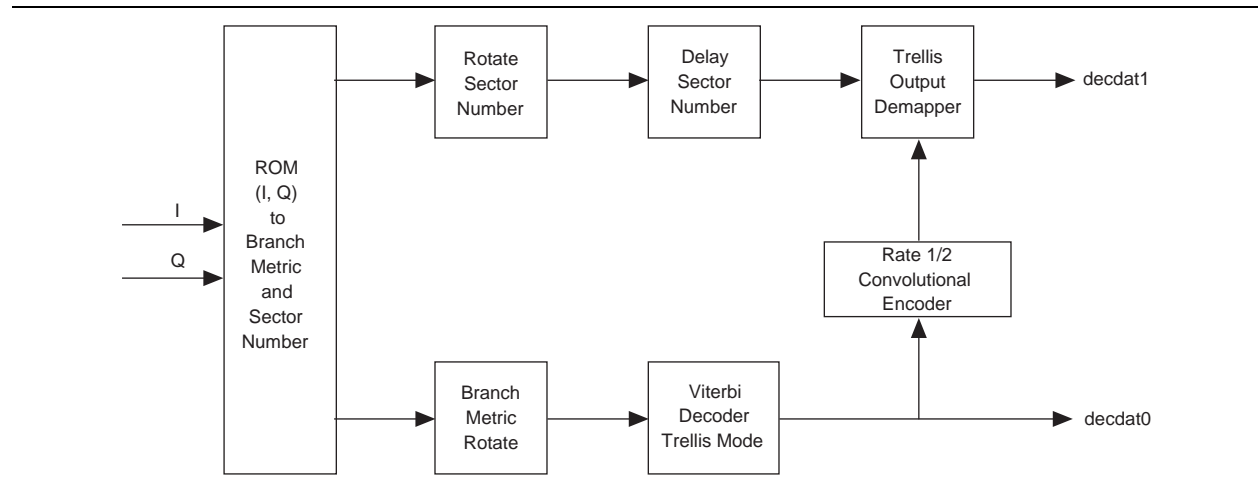 I
Q
ROM
(I, Q)
to
Branch
Metric
and
Sector
Number
Rotate
Sector
Number
Delay
Sector
Number
Trellis
Output
Demapper
decdat1
Rate 1/2
Convolutional
Encoder
Branch
Metric
Rotate
Viterbi
Decoder
Trellis Mode
decdat0